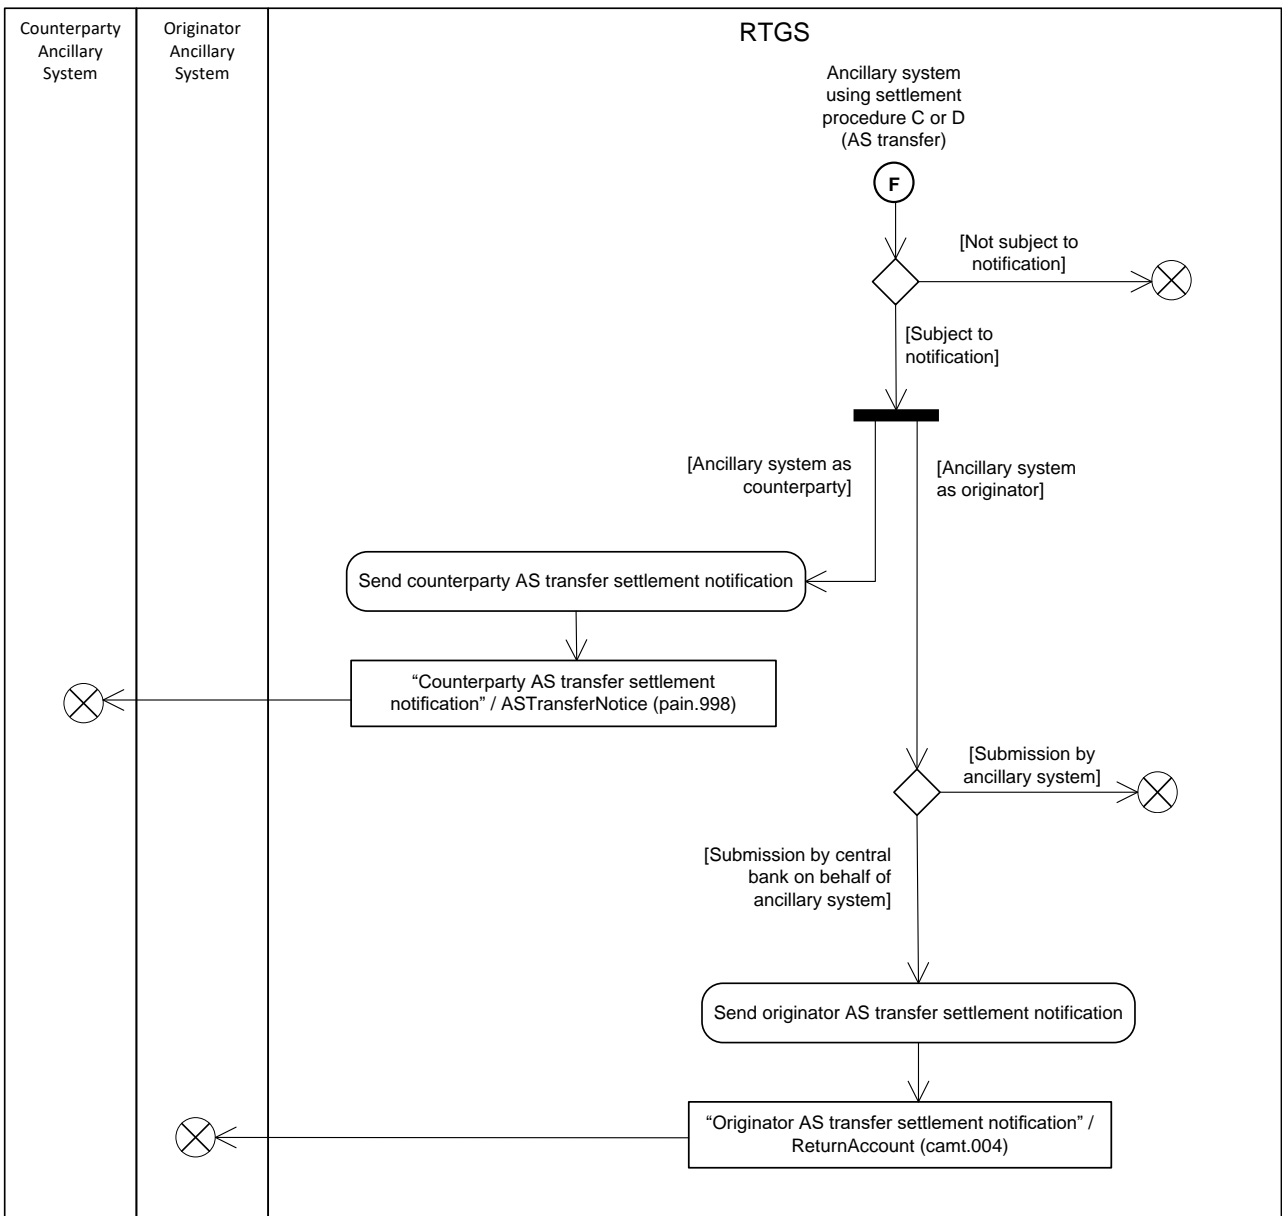 Counterparty
Ancillary
System
Originator
Ancillary
System
RTGS
Ancillary system
using settlement
procedure C or D
(AS transfer)
F
[Not subject to
notification]
[Subject to
notification]
[Ancillary system as
counterparty]
[Ancillary system
as originator]
Send counterparty AS transfer settlement notification
“Counterparty AS transfer settlement
notification” / ASTransferNotice (pain.998)
[Submission by
ancillary system]
[Submission by central
bank on behalf of
ancillary system]
Send originator AS transfer settlement notification
“Originator AS transfer settlement notification” /
ReturnAccount (camt.004)